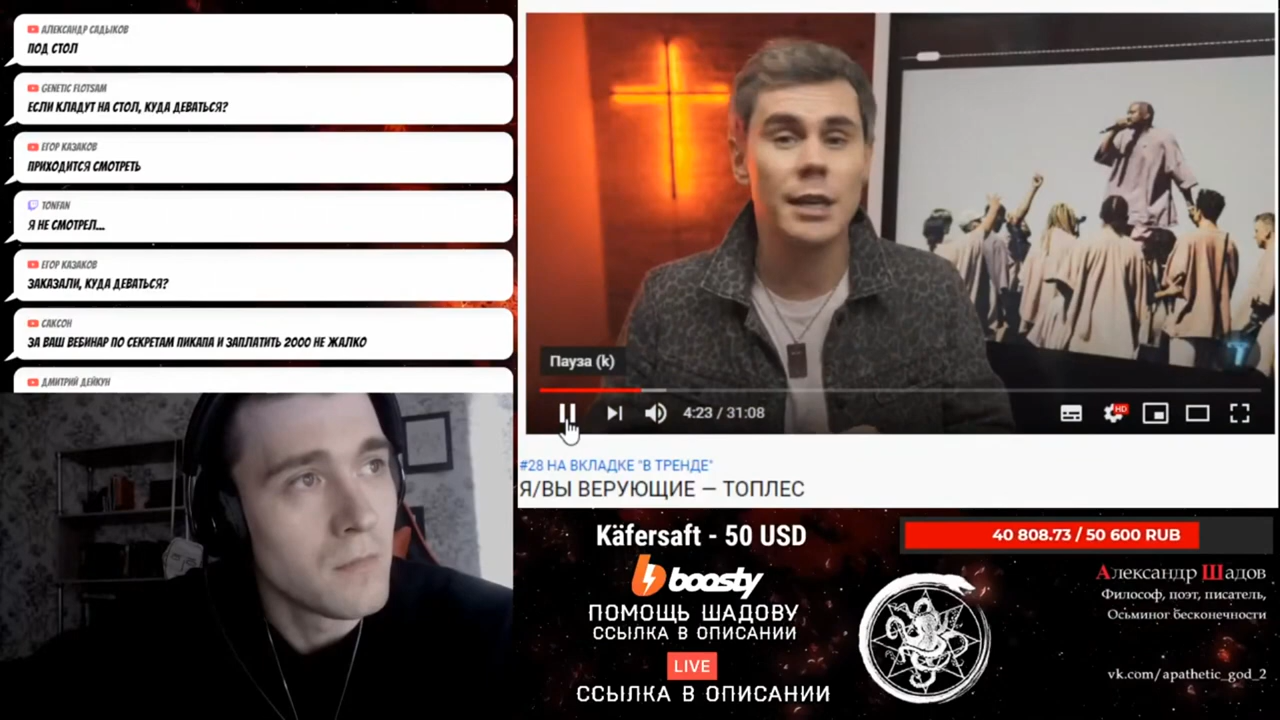 АЛЕКСАНДР САДЫКОВ
ПОД СТОЛ
GENETIC FLOTSAM
ЕСЛИ КЛАДУТ НА СТОЛ, КУДА ДЕВАТЬСЯ?
ЕГОР КАЗАКОВ
ПРИХОДИТСЯ СМОТРЕТЬ
TONFAN
Я НЕ СМОТРЕЛ...
ЕГОР КАЗАКОВ
ЗАКАЗАЛИ, КУДА ДЕВАТЬСЯ?
САКСОН
ЗА ВАШ ВЕБИНАР ПО СЕКРЕТАМ ПИКАПА И ЗАПЛАТИТЬ 2000 НЕ ЖАЛКО
ДМИТРИЙ ДЕЙКУН
Пауза (k)
4:23 / 31:08
HD
#28 НА ВКЛАДКЕ "В ТРЕНДЕ"
Я/ВЫ ВЕРУЮЩИЕ — ТОПЛЕС
Käfersaft - 50 USD
boosty
ПОМОЩЬ ШАДОВУ
ССЫЛКА В ОПИСАНИИ
LIVE
ССЫЛКА В ОПИСАНИИ
40 808.73 / 50 600 RUB
Александр Шадов
Философ, поэт, писатель,
Осьминог бесконечности
vk.com/apathetic_god_2